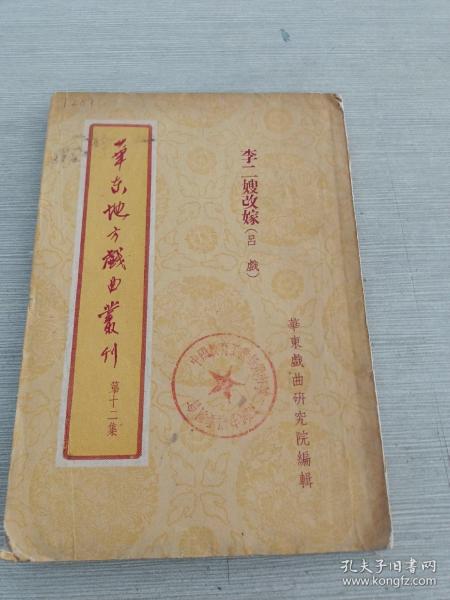 1201
華東地方戲曲叢刊
第十二集
李二嫂改嫁(呂戲)
華東戲曲研究院編輯
孔夫子旧书网
www.kongfz.com